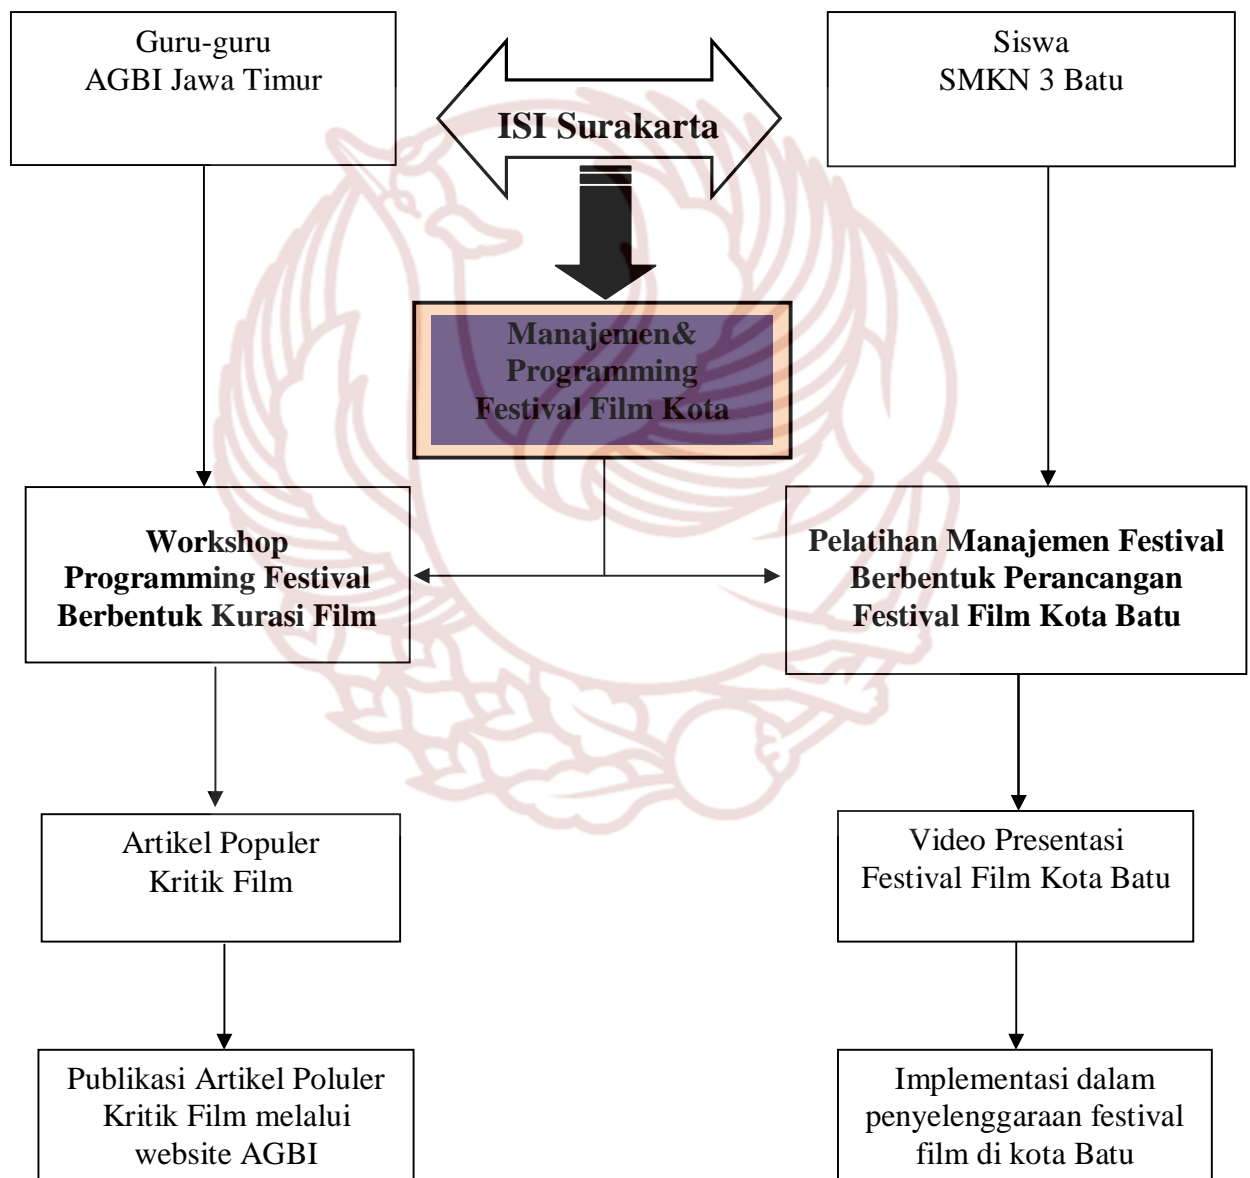 Guru-guru
AGBI Jawa Timur
ISI Surakarta
Siswa
SMKN 3 Batu
Manajemen&
Programming
Festival Film Kota
Workshop
Programming Festival
Berbentuk Kurasi Film
Pelatihan Manajemen Festival
Berbentuk Perancangan
Festival Film Kota Batu
Artikel Populer
Kritik Film
Video Presentasi
Festival Film Kota Batu
Publikasi Artikel Poluler
Kritik Film melalui
website AGBI
Implementasi dalam
penyelenggaraan festival
film di kota Batu